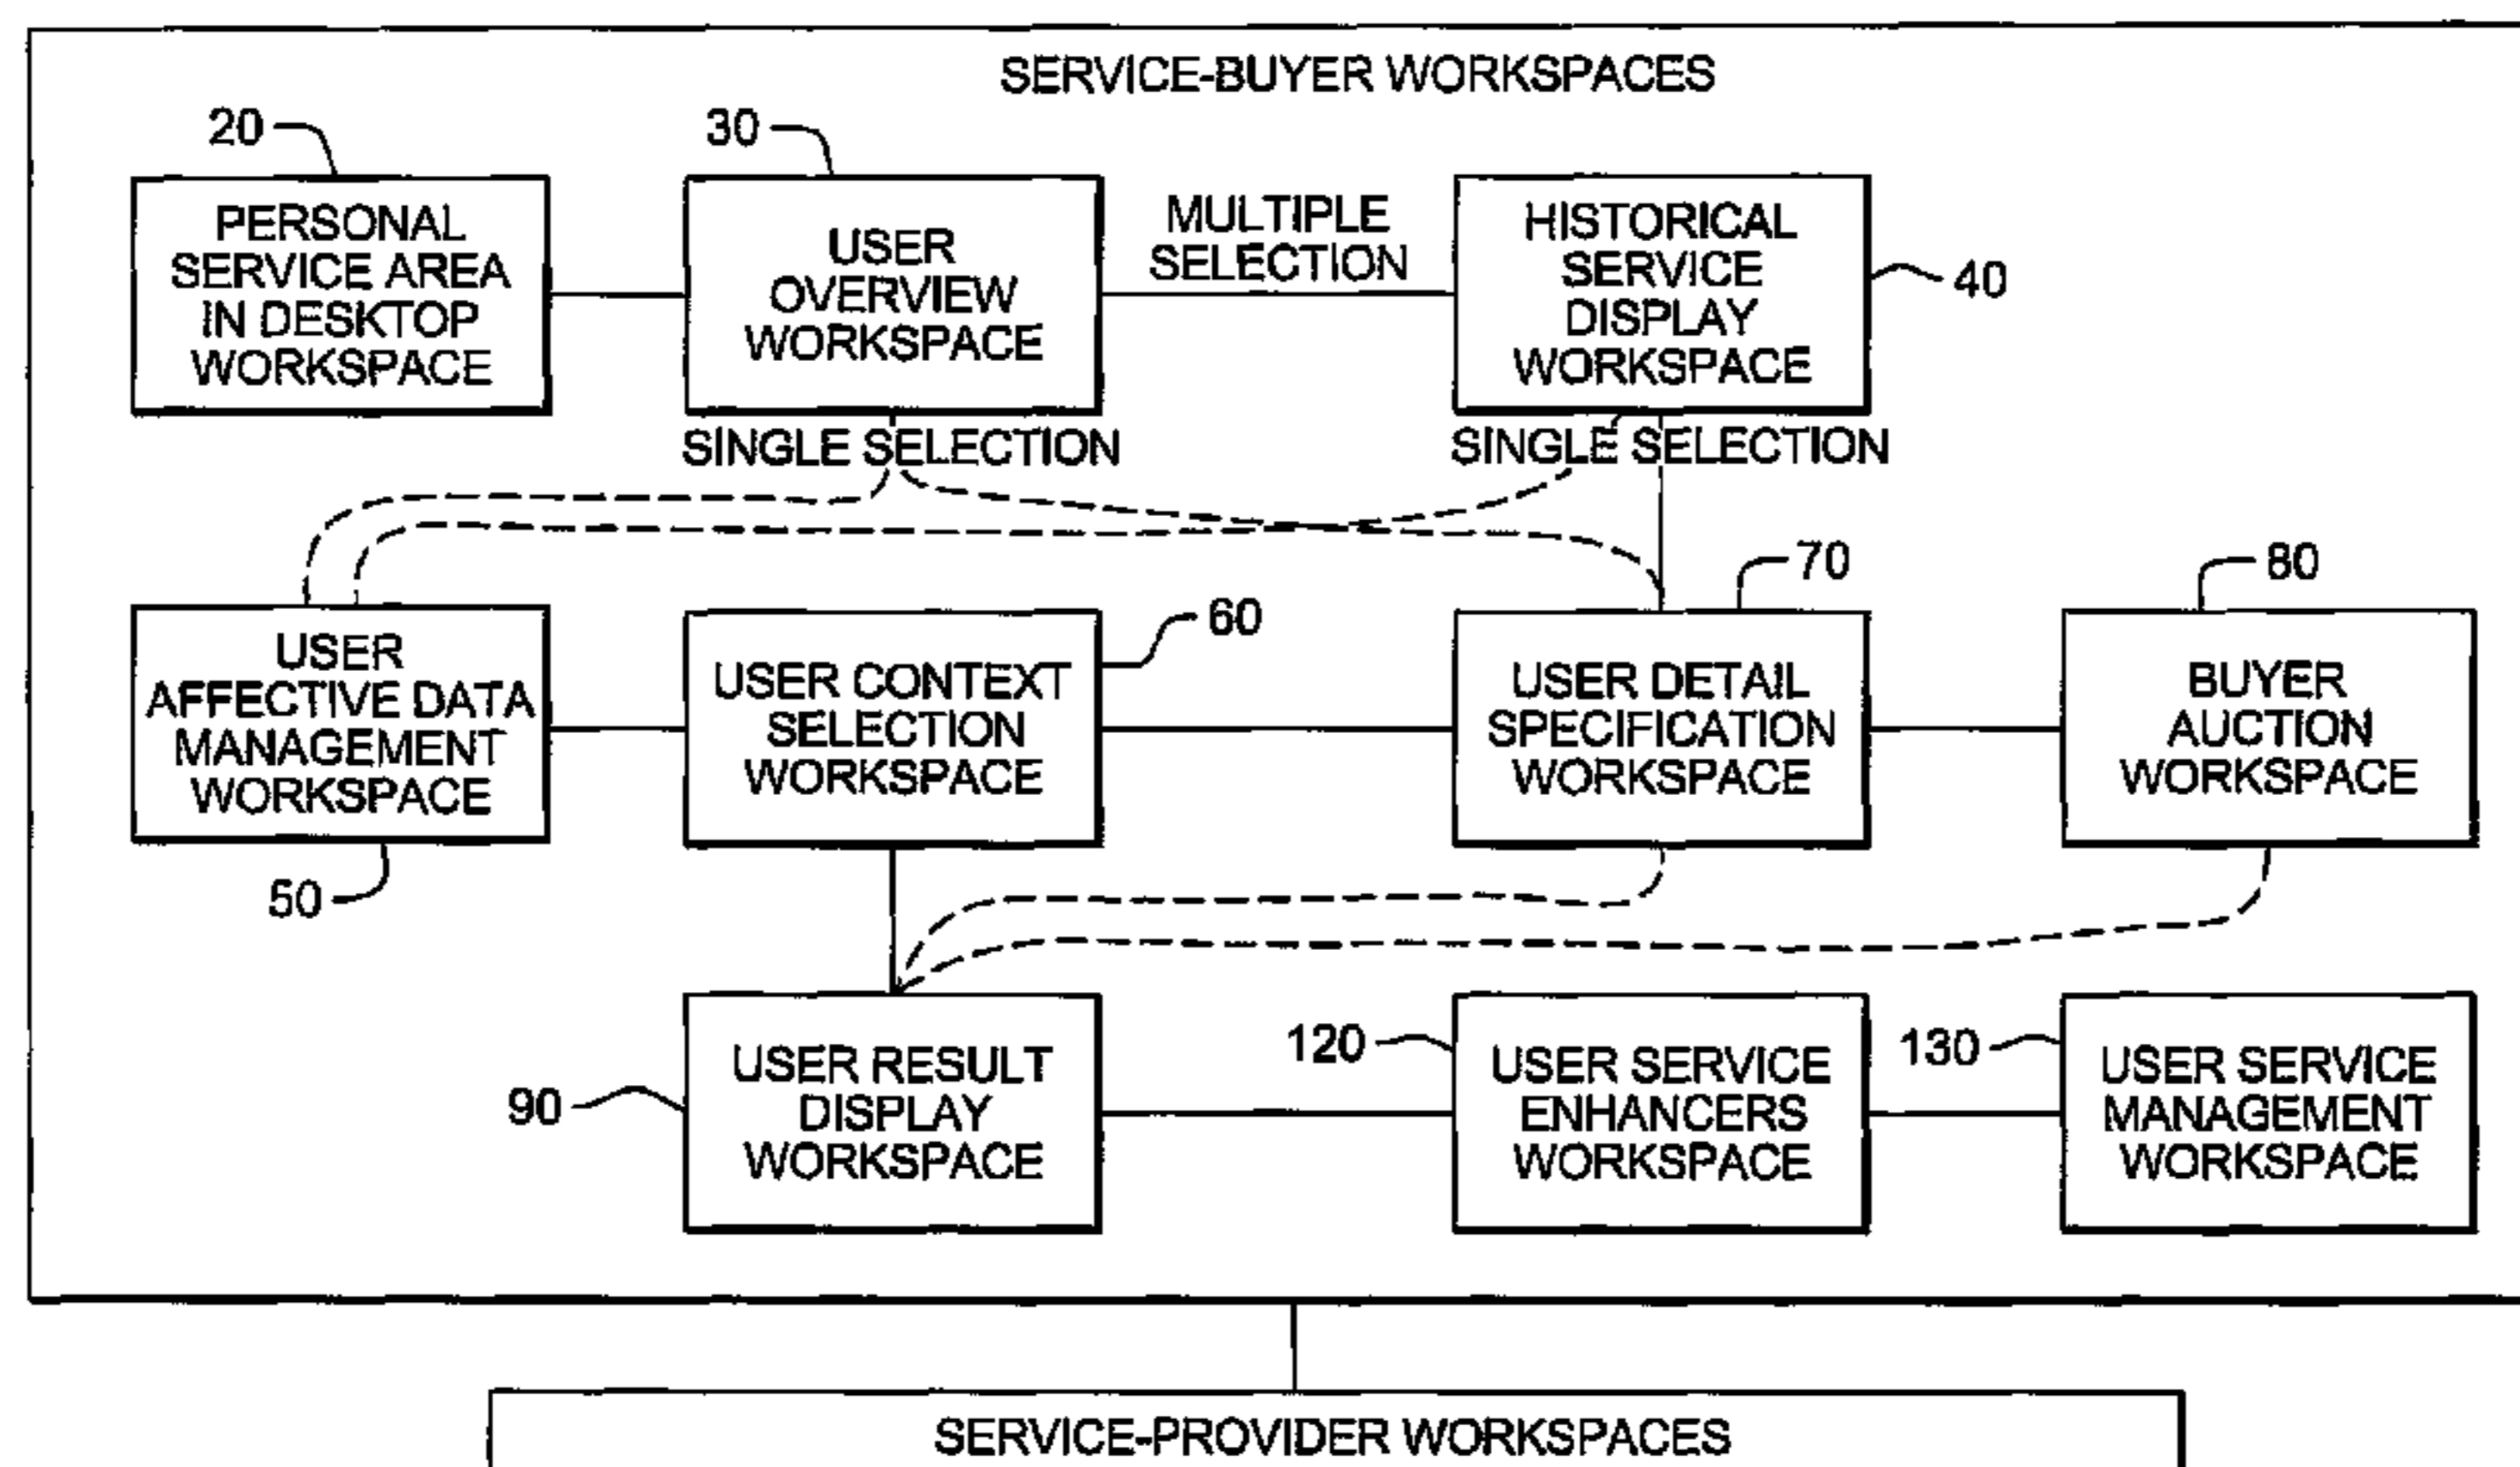 SERVICE-BUYER WORKSPACES
20
30
PERSONAL
SERVICE AREA
IN DESKTOP
WORKSPACE
USER
OVERVIEW
WORKSPACE
MULTIPLE
SELECTION
HISTORICAL
SERVICE
DISPLAY
WORKSPACE
40
SINGLE SELECTION
SINGLE SELECTION
70
80
60
USER
AFFECTIVE DATA
MANAGEMENT
WORKSPACE
USER CONTEXT
SELECTION
WORKSPACE
USER DETAIL
SPECIFICATION
WORKSPACE
BUYER
AUCTION
WORKSPACE
50
90
USER RESULT
DISPLAY
WORKSPACE
120
USER SERVICE
ENHANCERS
WORKSPACE
130
USER SERVICE
MANAGEMENT
WORKSPACE
SERVICE-PROVIDER WORKSPACES